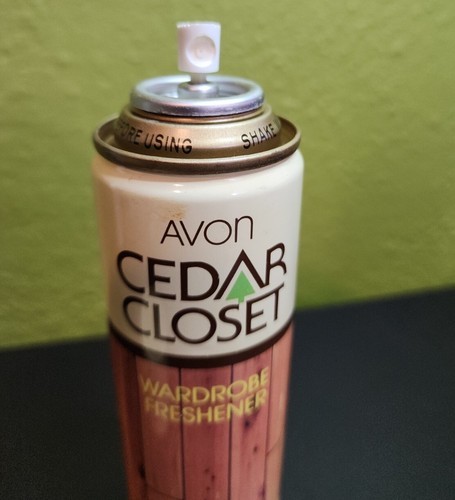 ORE USING SHAKE
AVON
CEDAR
CLOSET
WARDROBE
FRESHENER